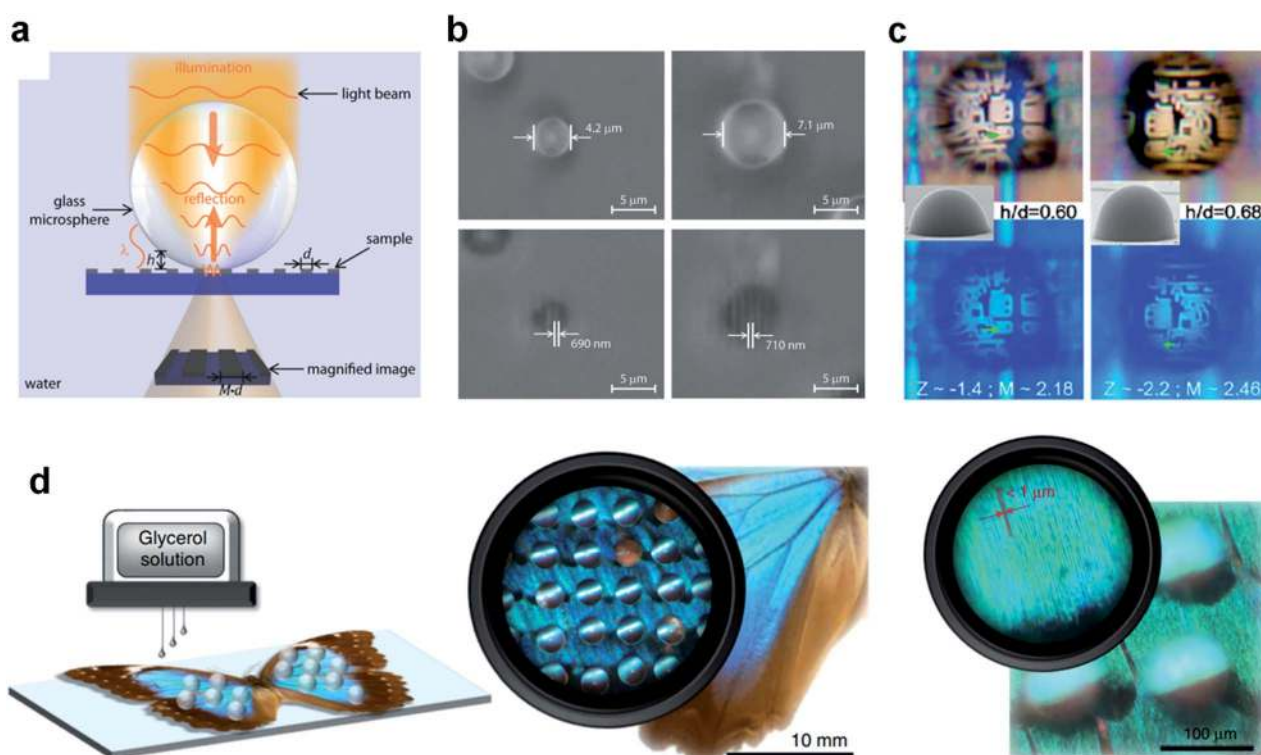 a
illumination
light beam
glass
microsphere
reflection
λ
h
d
sample
magnified image
M·d
water
b
4.2 μm
5 μm
7.1 μm
5 μm
690 nm
5 μm
710 nm
5 μm
c
h/d=0.60
h/d=0.68
Z ~ -1.4 ; M ~ 2.18
Z ~ -2.2 ; M ~ 2.46
d
Glycerol
solution
10 mm
< 1 μm
100 μm